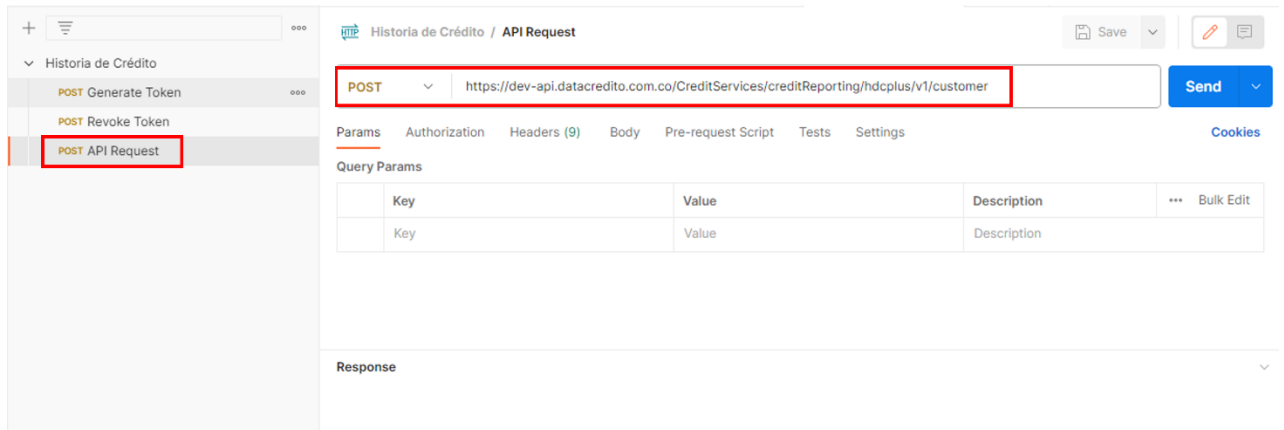 HTTP Historia de Crédito / API Request
Save
Historia de Crédito
POST Generate Token
POST Revoke Token
POST API Request
POST https://dev-api.datacredito.com.co/CreditServices/creditReporting/hdcplus/v1/customer
Send
Params Authorization Headers (9) Body Pre-request Script Tests Settings Cookies
Query Params
Key Value Description Bulk Edit
Key Value Description
Response